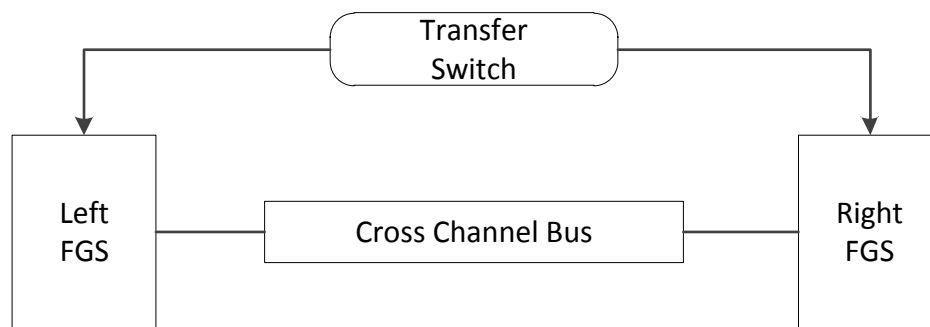 Transfer
Switch
Left
FGS
Cross Channel Bus
Right
FGS